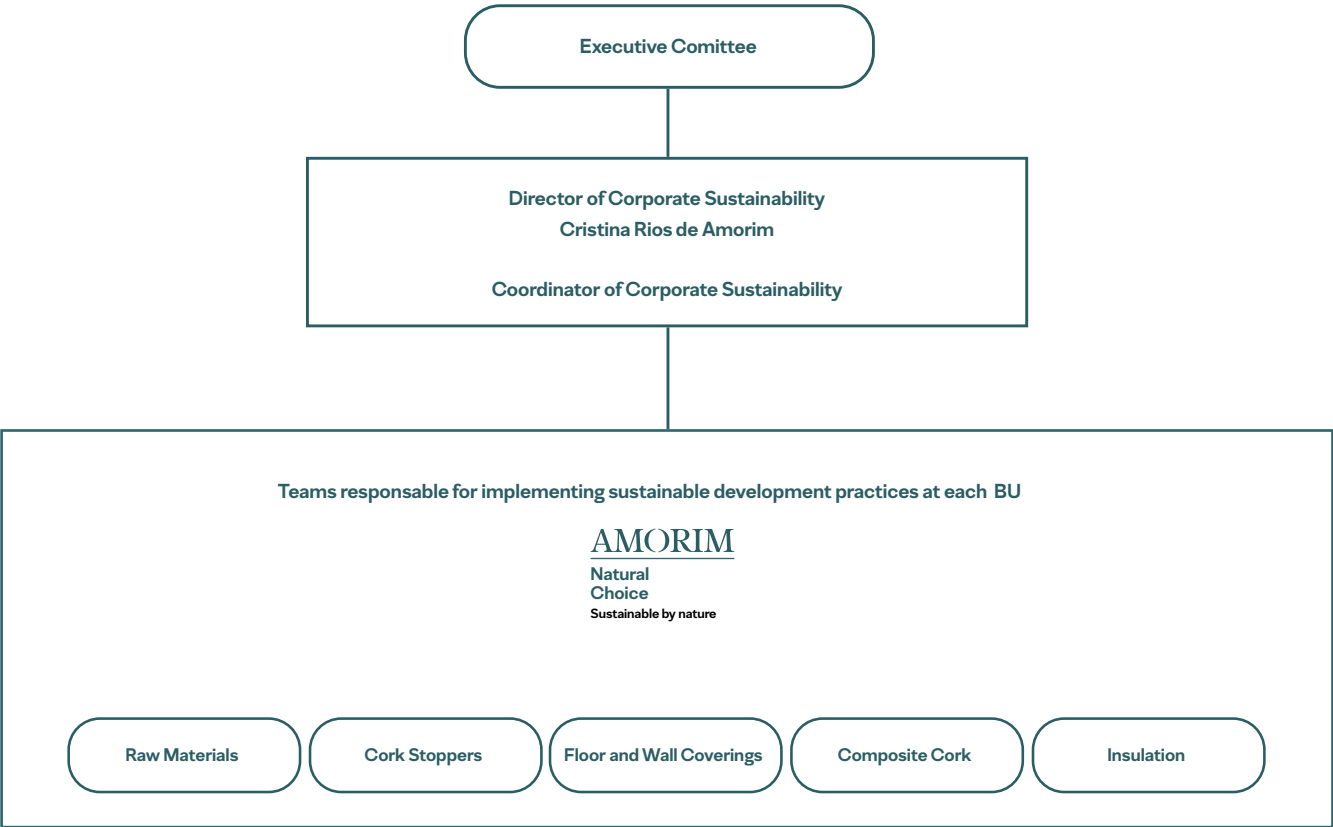 Executive Comittee
Director of Corporate Sustainability
Cristina Rios de Amorim
Coordinator of Corporate Sustainability
Teams responsable for implementing sustainable development practices at each BU
AMORIM
Natural
Choice
Sustainable by nature
Raw Materials
Cork Stoppers
Floor and Wall Coverings
Composite Cork
Insulation